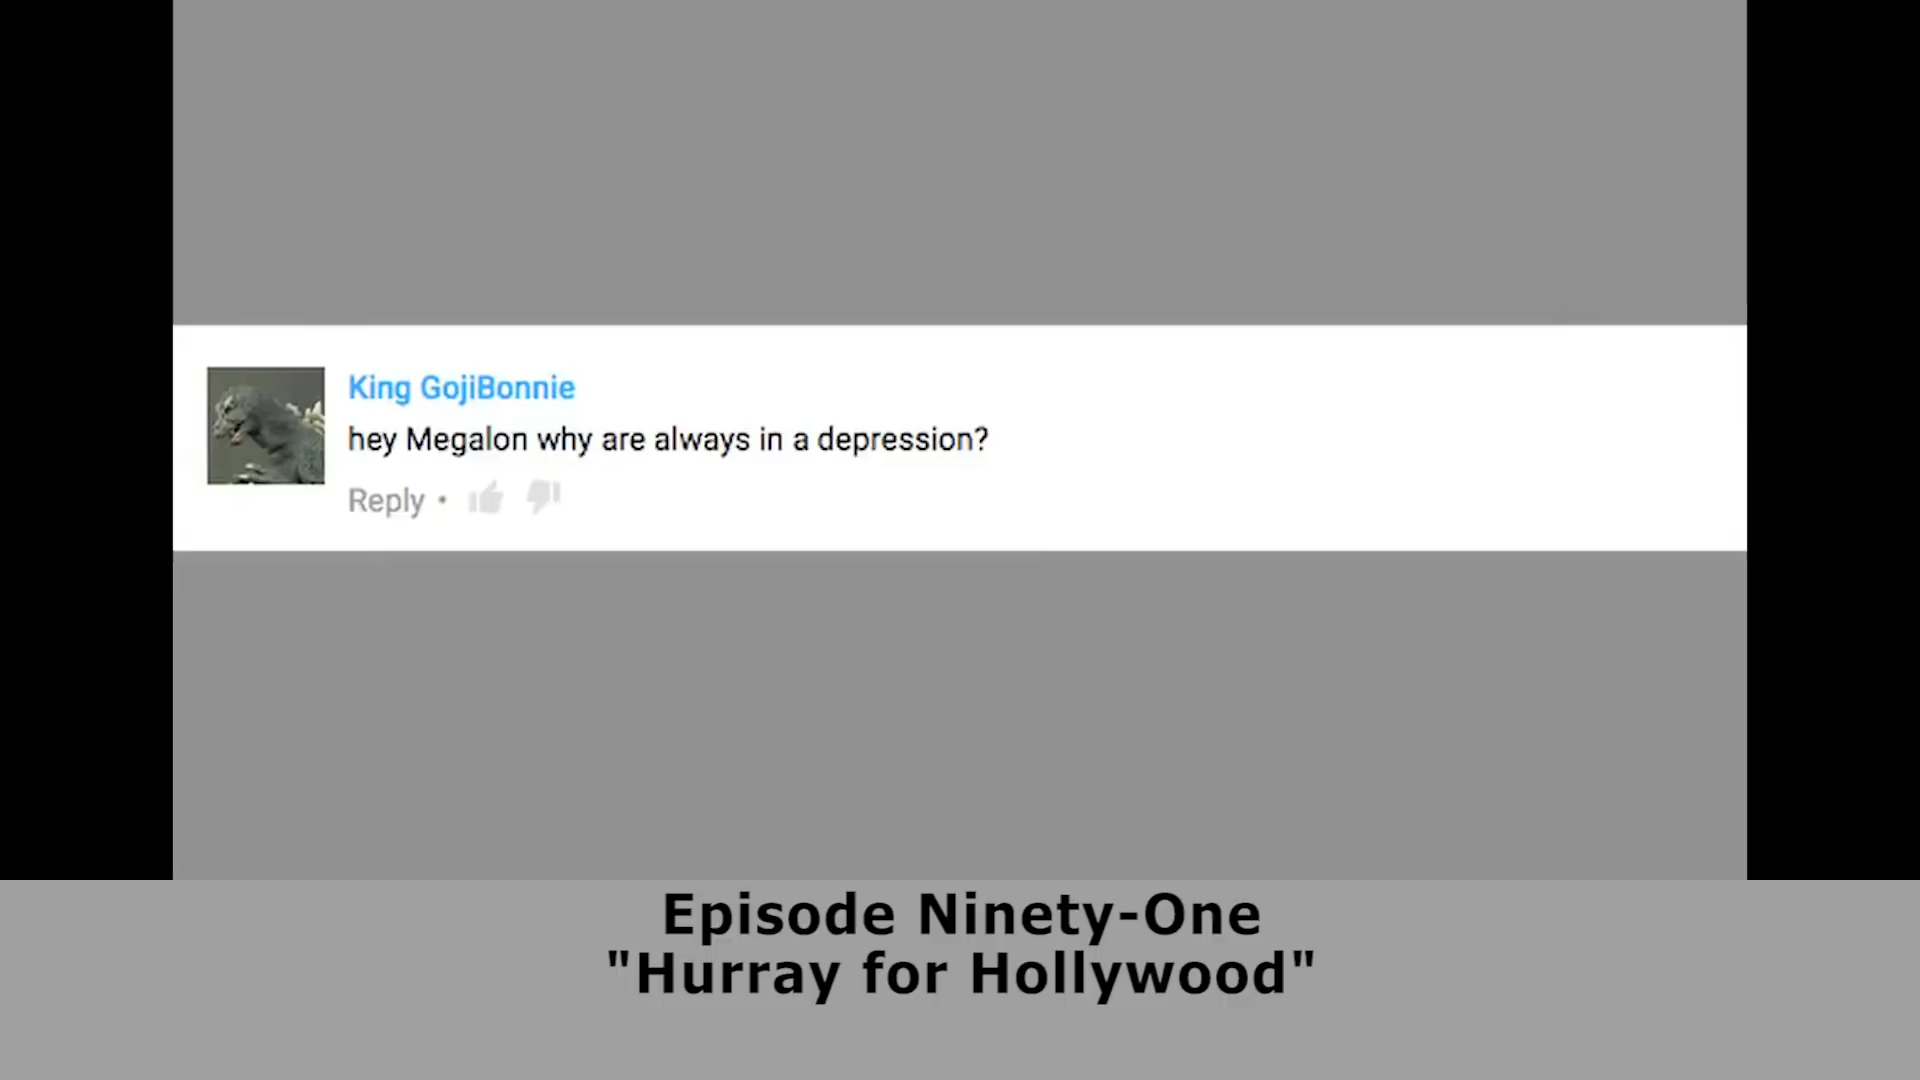 King GojiBonnie
hey Megalon why are always in a depression?
Reply •
Episode Ninety-One
"Hurray for Hollywood"